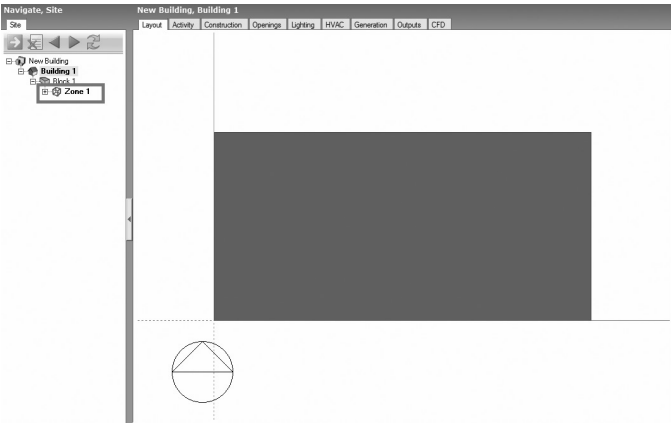 Navigate, Site
New Building, Building 1
Site
Layout Activity Construction Openings Lighting HVAC Generation Outputs CFD
New Building
Building 1
Block 1
Zone 1